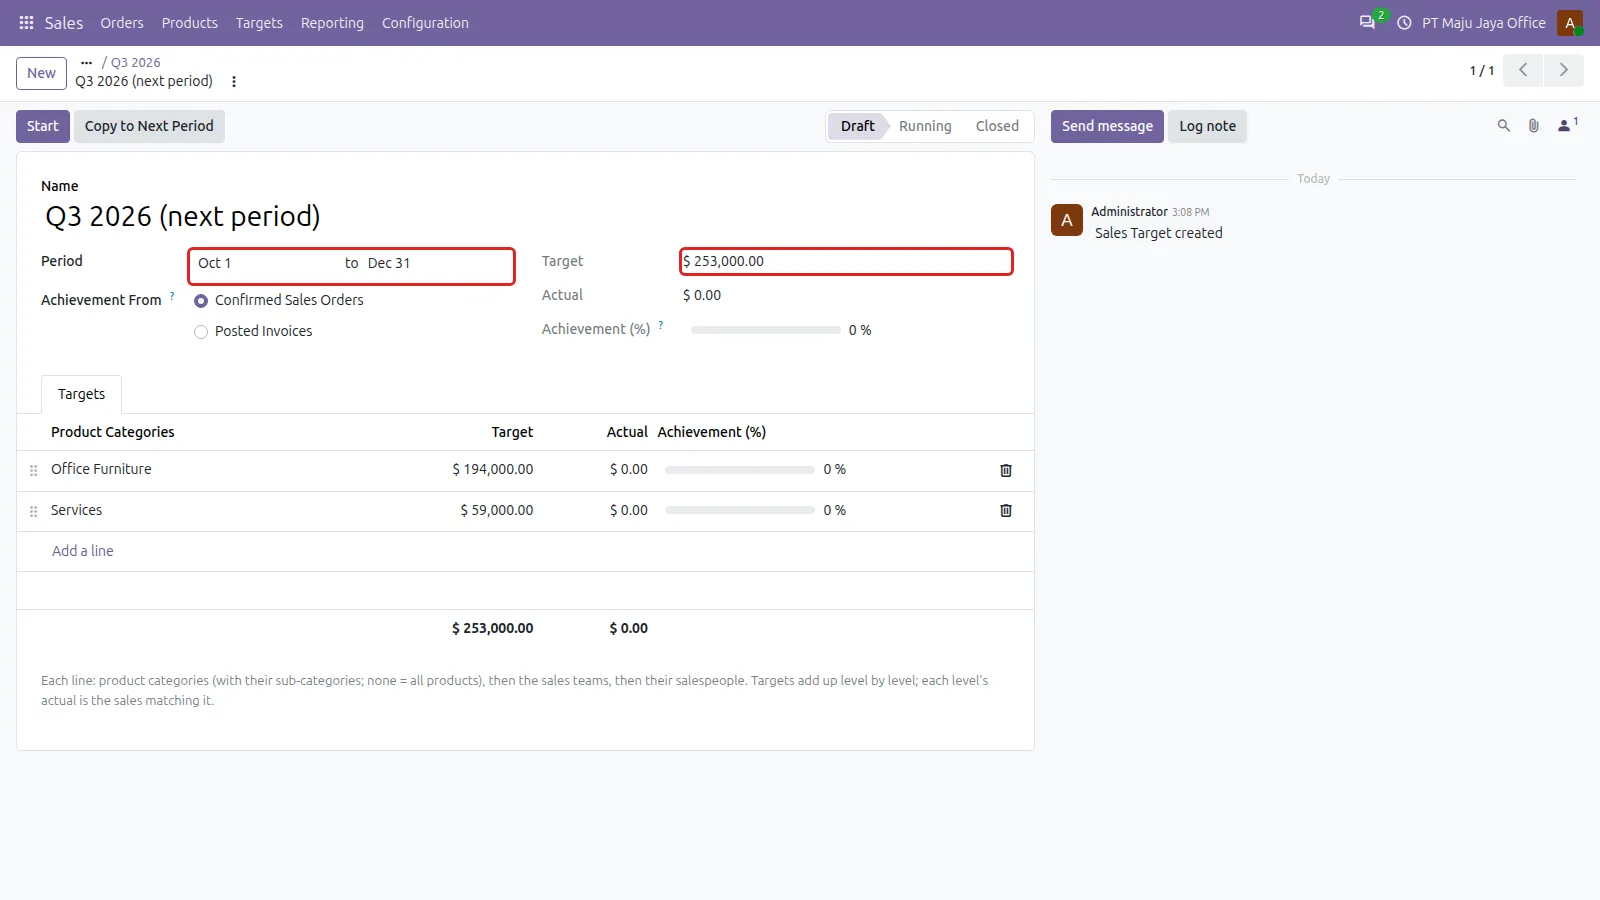 Sales Orders Products Targets Reporting Configuration 2 PT Maju Jaya Office A
New ... / Q3 2026 1 / 1
Q3 2026 (next period)
Start Copy to Next Period Draft Running Closed Send message Log note 1
Today
Name
Q3 2026 (next period)
A Administrator 3:08 PM
Sales Target created
Period Oct 1 to Dec 31 Target $ 253,000.00
Actual $ 0.00
Achievement From ? Confirmed Sales Orders
Achievement (%) ? 0 %
Posted Invoices
Targets
Product Categories Target Actual Achievement (%)
Office Furniture $ 194,000.00 $ 0.00 0 %
Services $ 59,000.00 $ 0.00 0 %
Add a line
$ 253,000.00 $ 0.00
Each line: product categories (with their sub-categories; none = all products), then the sales teams, then their salespeople. Targets add up level by level; each level's
actual is the sales matching it.